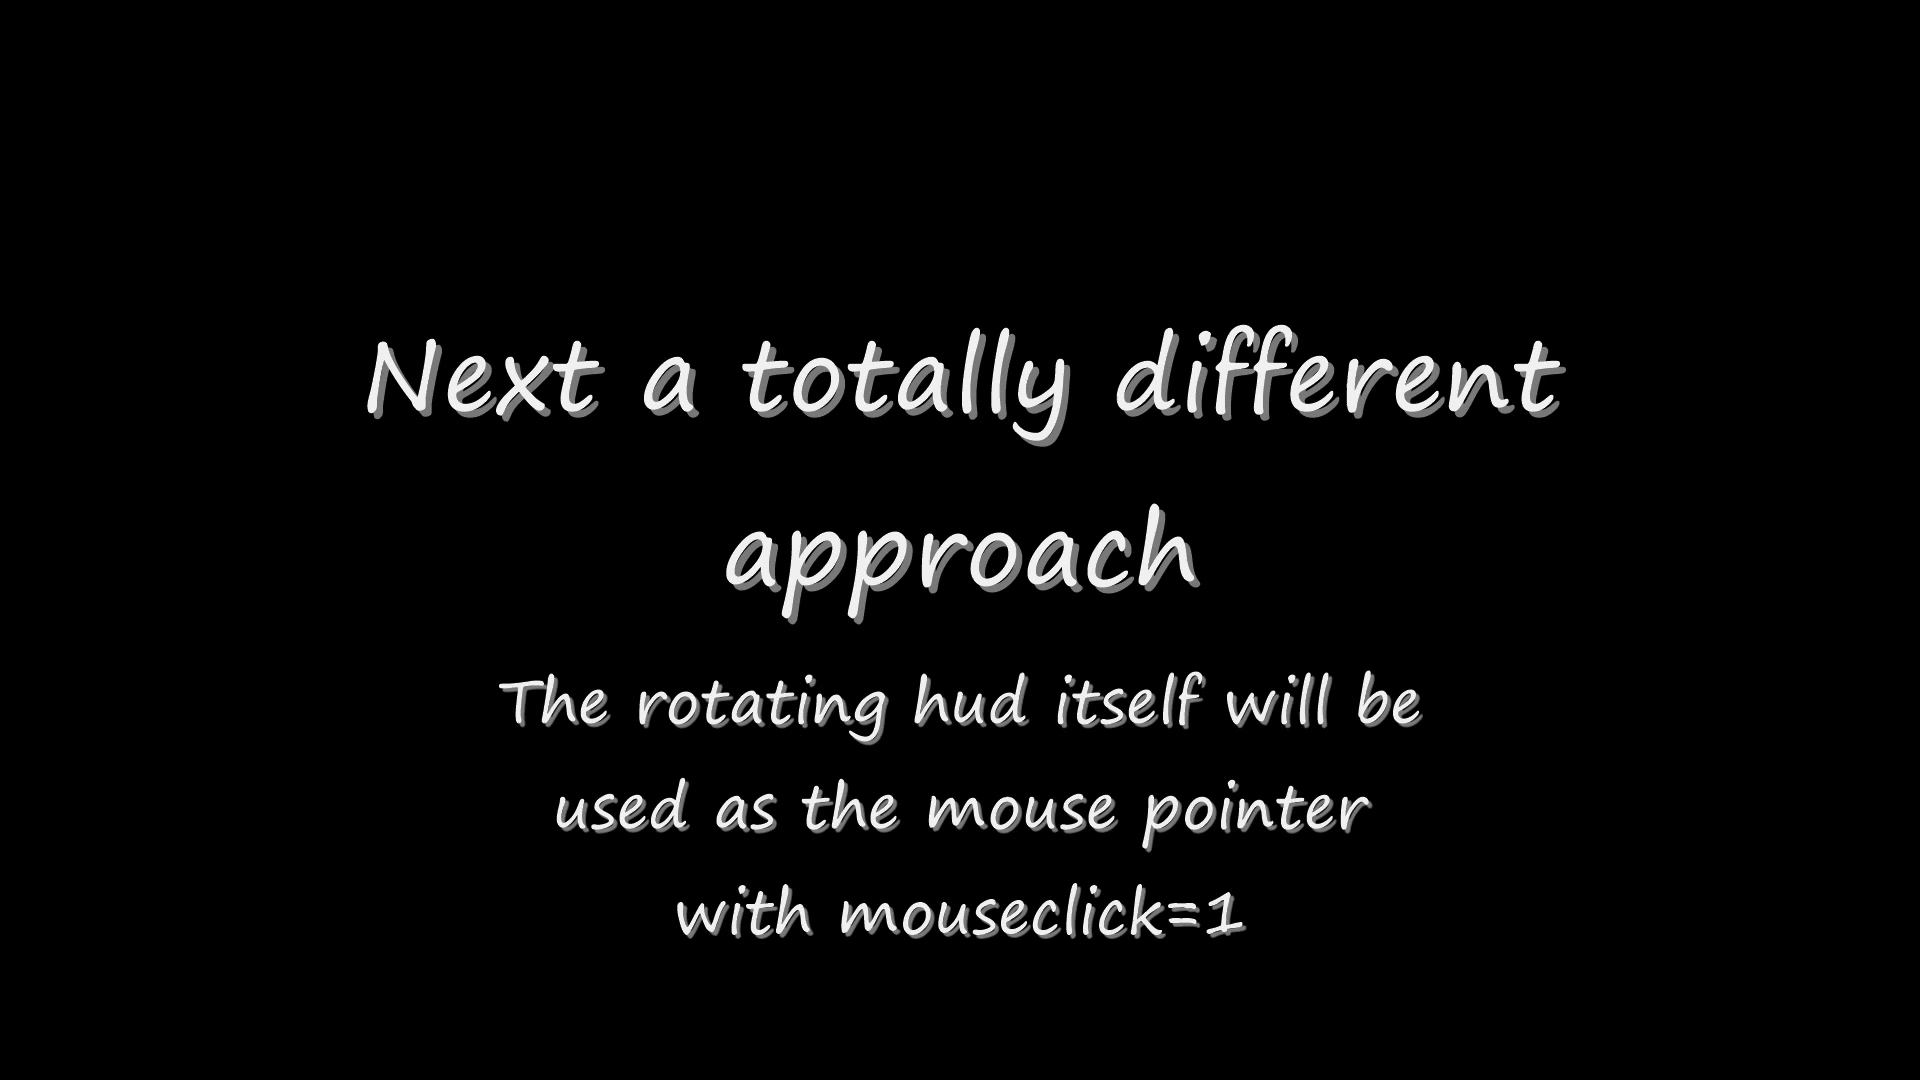 Next a totally different
approach
The rotating hud itself will be
used as the mouse pointer
with mouseclick=1